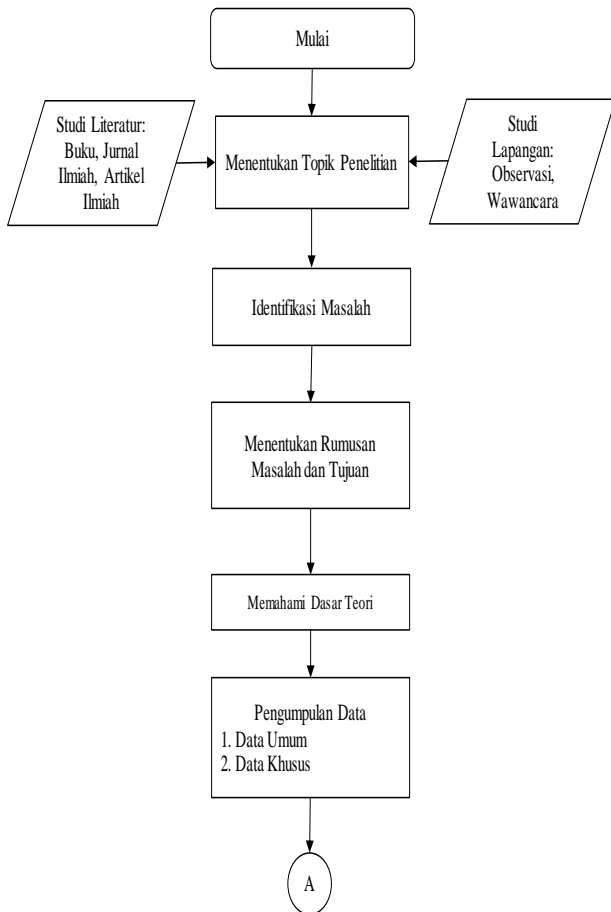 Mulai
Studi Literatur:
Buku, Jurnal
Ilmiah, Artikel
Ilmiah
Menentukan Topik Penelitian
Studi
Lapangan:
Observasi,
Wawancara
Identifikasi Masalah
Menentukan Rumusan
Masalah dan Tujuan
Memahami Dasar Teori
Pengumpulan Data
1. Data Umum
2. Data Khusus
A